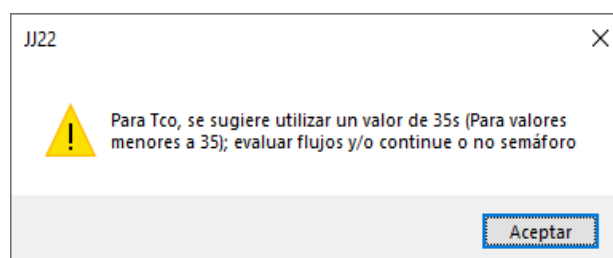 JJ22
Para Tco, se sugiere utilizar un valor de 35s (Para valores
menores a 35); evaluar flujos y/o continue o no semáforo
Aceptar